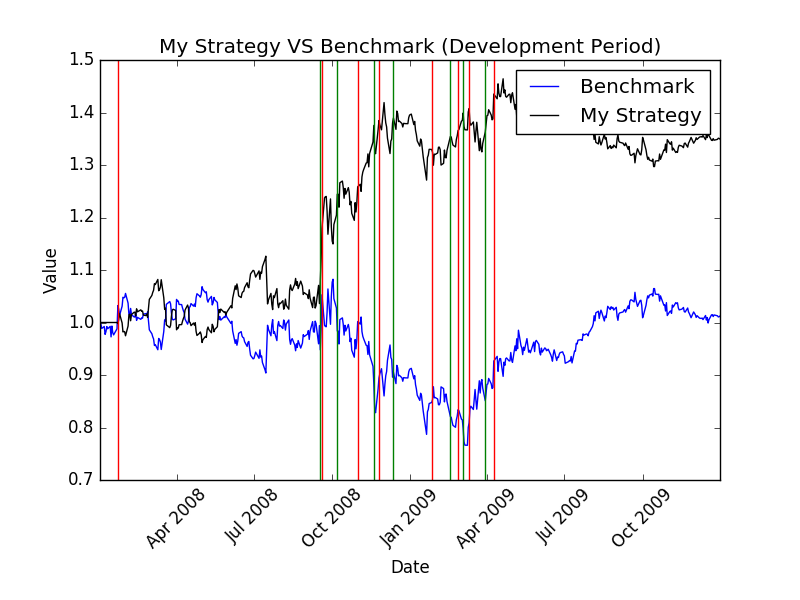 My Strategy VS Benchmark (Development Period)
1.5
1.4
1.3
1.2
1.1
1.0
0.9
0.8
0.7
Value
Benchmark
My Strategy
Apr 2008
Jul 2008
Oct 2008
Jan 2009
Apr 2009
Jul 2009
Oct 2009
Date